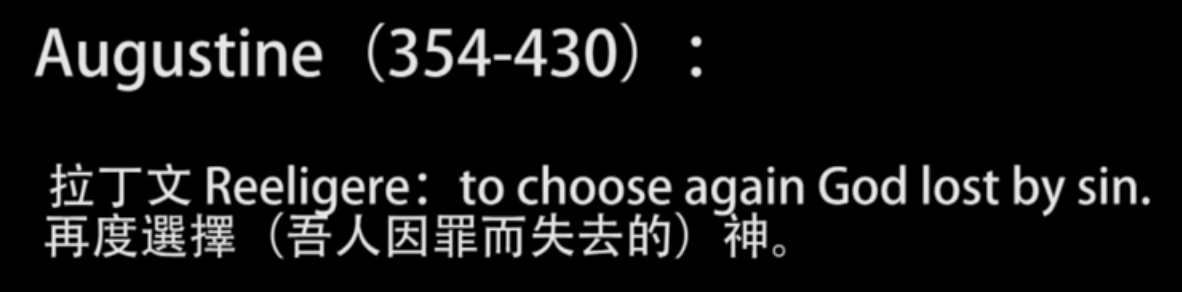 Augustine（354-430）：
拉丁文 Reeligere：to choose again God lost by sin.
再度選擇（吾人因罪而失去的）神。